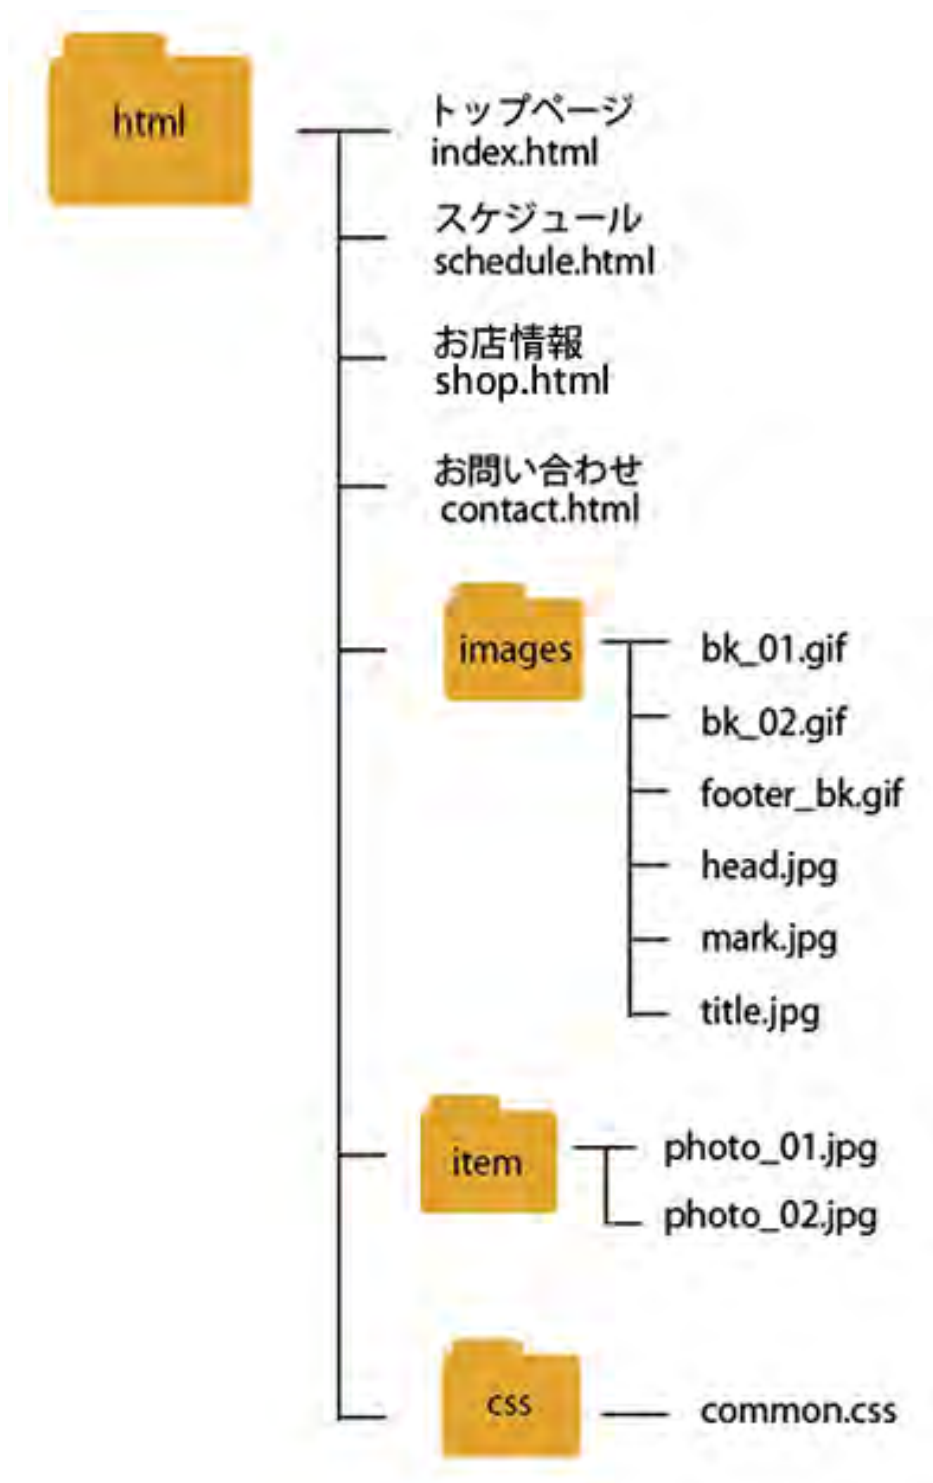 html
トップページ
index.html
スケジュール
schedule.html
お店情報
shop.html
お問い合わせ
contact.html
images
bk_01.gif
bk_02.gif
footer_bk.gif
head.jpg
mark.jpg
title.jpg
item
photo_01.jpg
photo_02.jpg
css
common.css